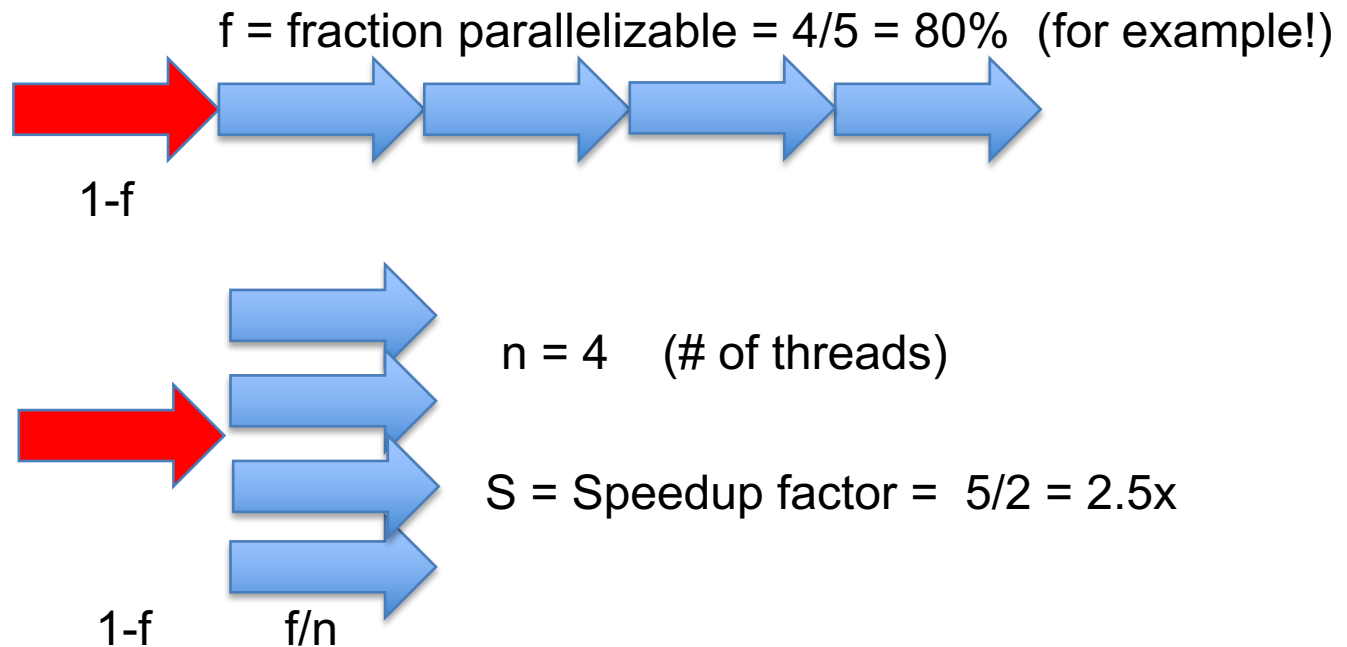 f = fraction parallelizable = 4/5 = 80% (for example!)
1-f
n = 4 (# of threads)
S = Speedup factor = 5/2 = 2.5x
1-f f/n